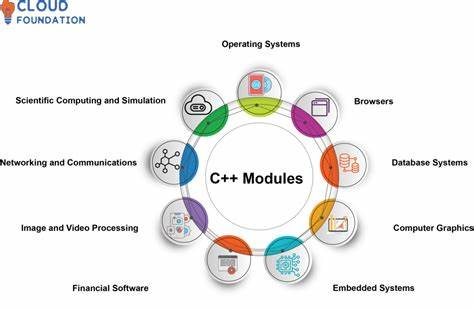 CLOUD
FOUNDATION
Operating Systems
Scientific Computing and Simulation
Browsers
Networking and Communications
C++ Modules
Database Systems
Image and Video Processing
Computer Graphics
Financial Software
Embedded Systems